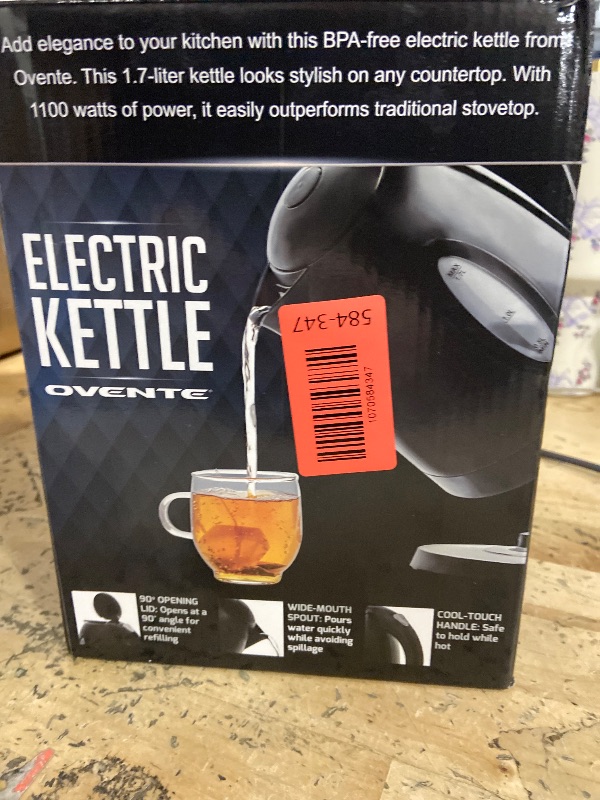 Add elegance to your kitchen with this BPA-free electric kettle from
Ovente. This 1.7-liter kettle looks stylish on any countertop. With
1100 watts of power, it easily outperforms traditional stovetop.
ELECTRIC
KETTLE
OVENTE
584-347
1070584347
MAX
90° OPENING
LID: Opens at a
90° angle for
convenient
refilling
WIDE-MOUTH
SPOUT: Pours
water quickly
while avoiding
spillage
COOL-TOUCH
HANDLE: Safe
to hold while
hot